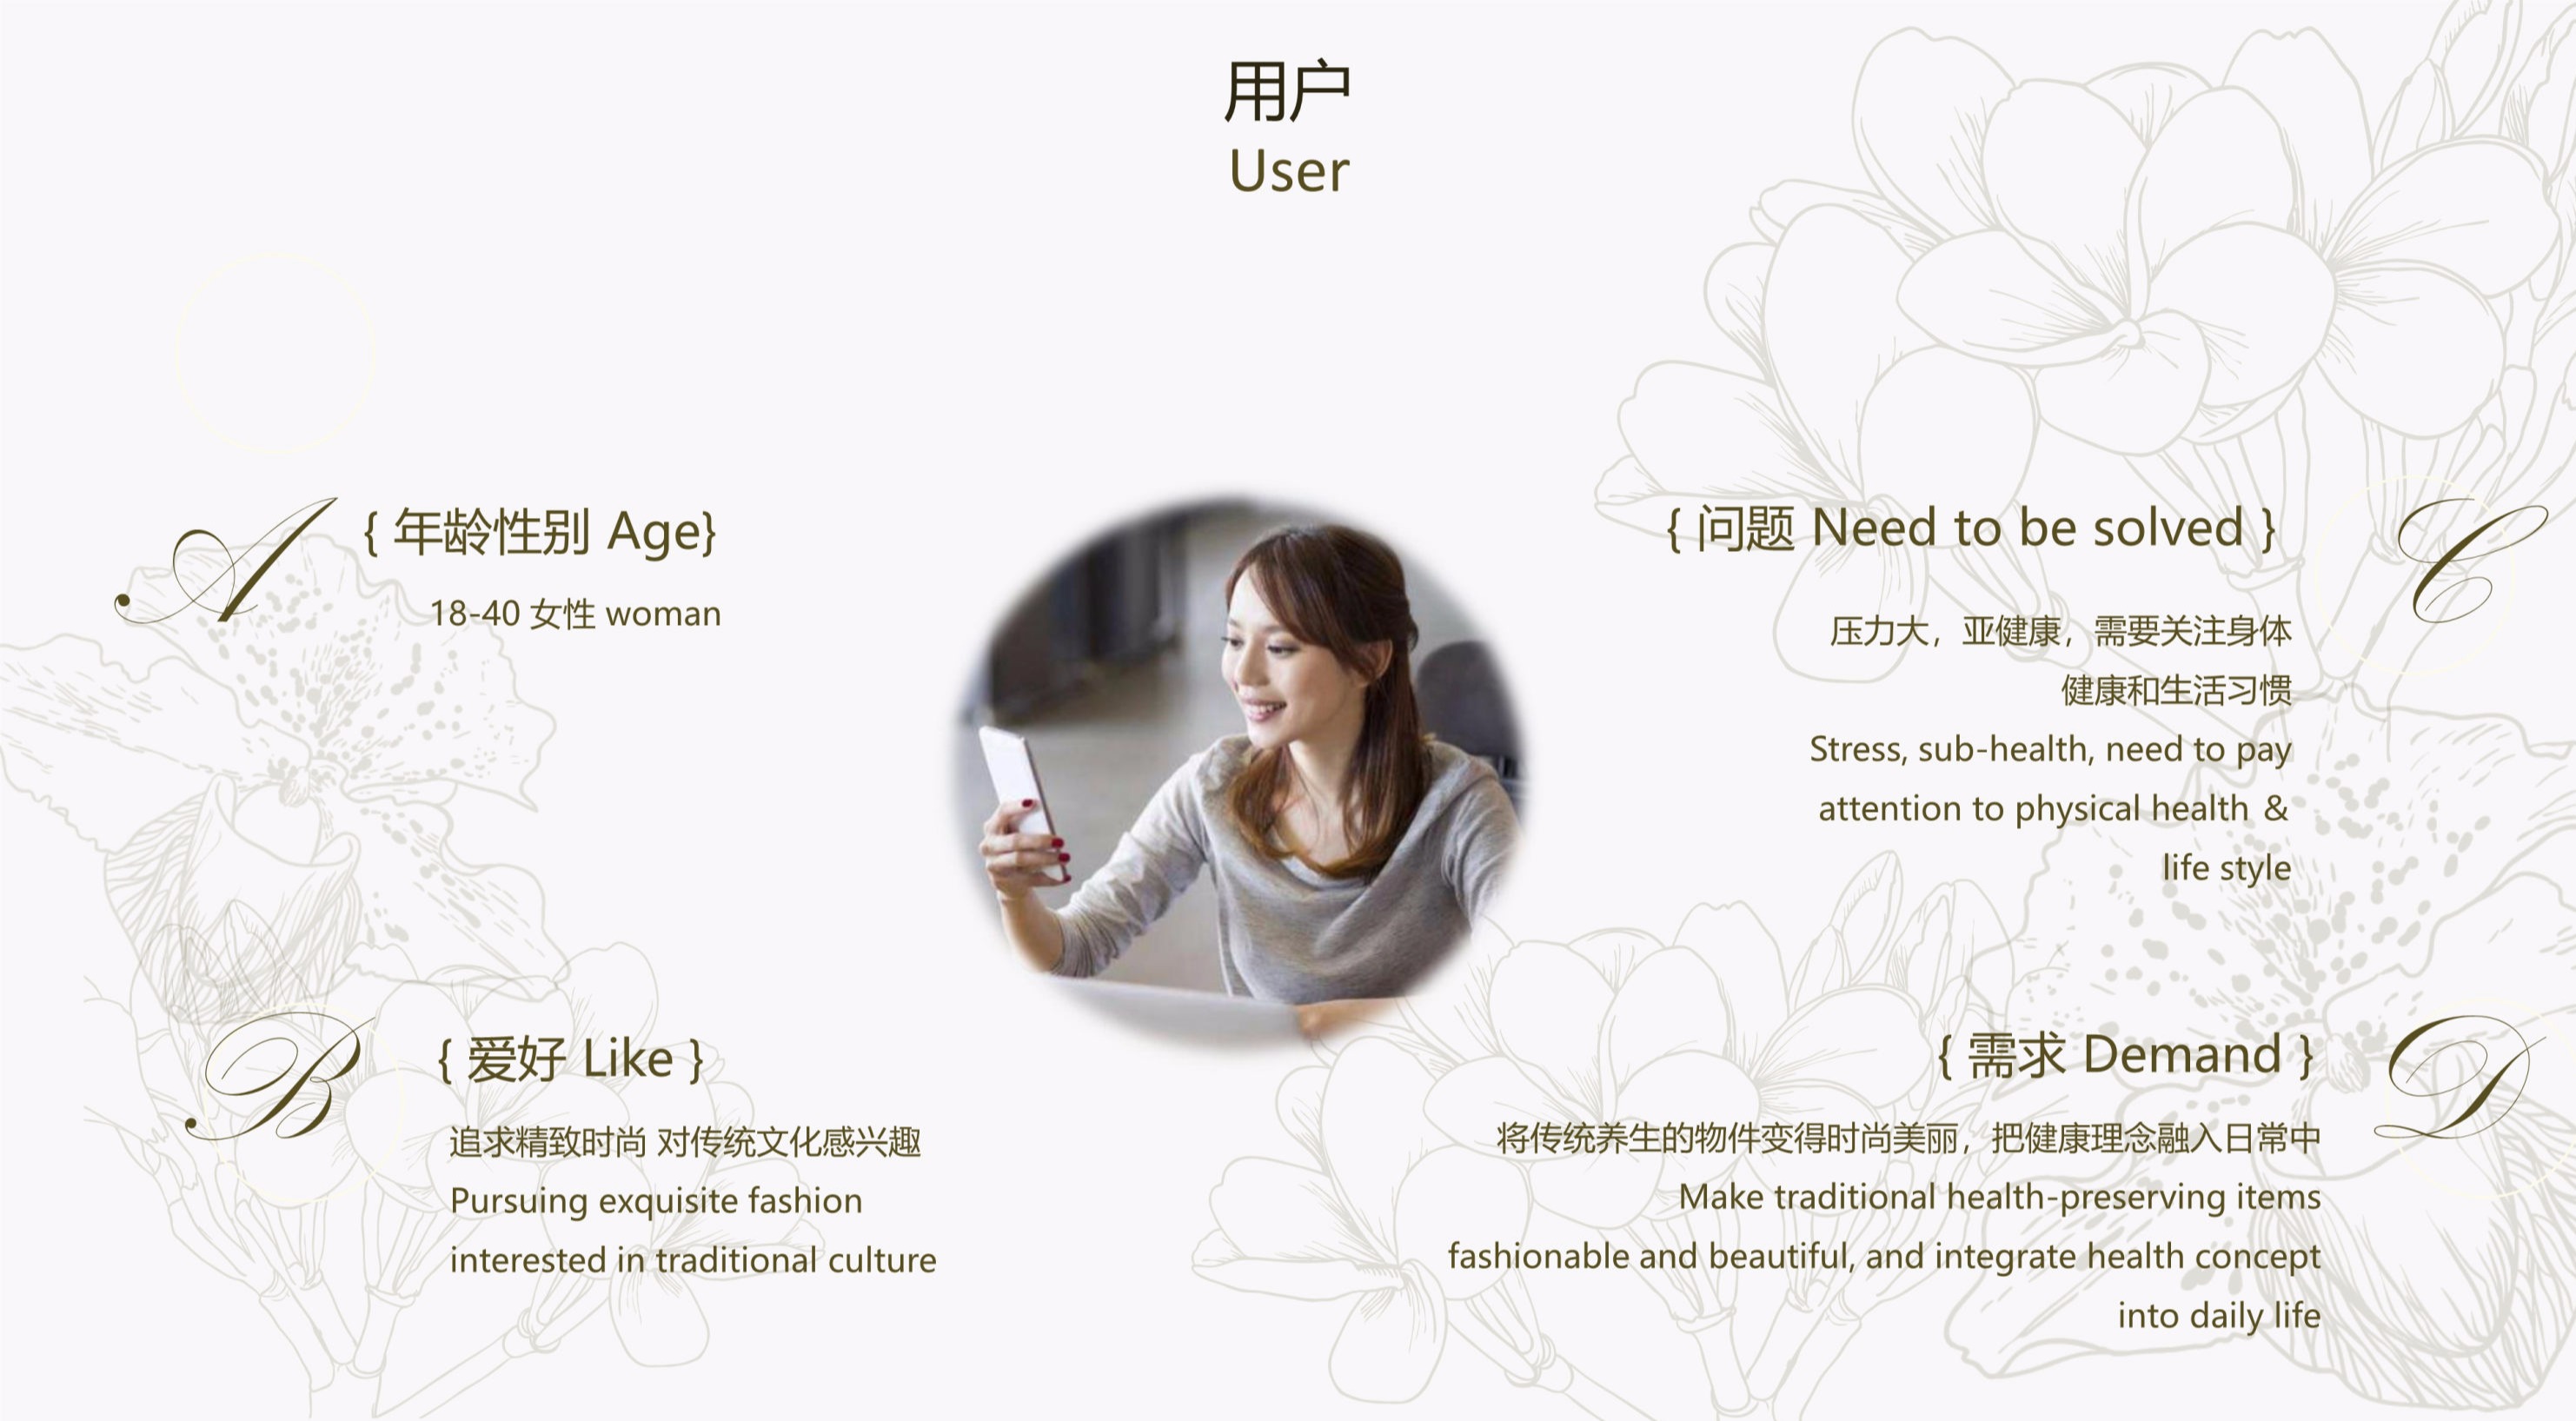 用户
User
A
{ 年龄性别 Age}
18-40 女性 woman
B
{ 爱好 Like }
追求精致时尚 对传统文化感兴趣
Pursuing exquisite fashion
interested in traditional culture
{ 问题 Need to be solved }
C
压力大，亚健康，需要关注身体
健康和生活习惯
Stress, sub-health, need to pay
attention to physical health &
life style
{ 需求 Demand }
D
将传统养生的物件变得时尚美丽，把健康理念融入日常中
Make traditional health-preserving items
fashionable and beautiful, and integrate health concept
into daily life